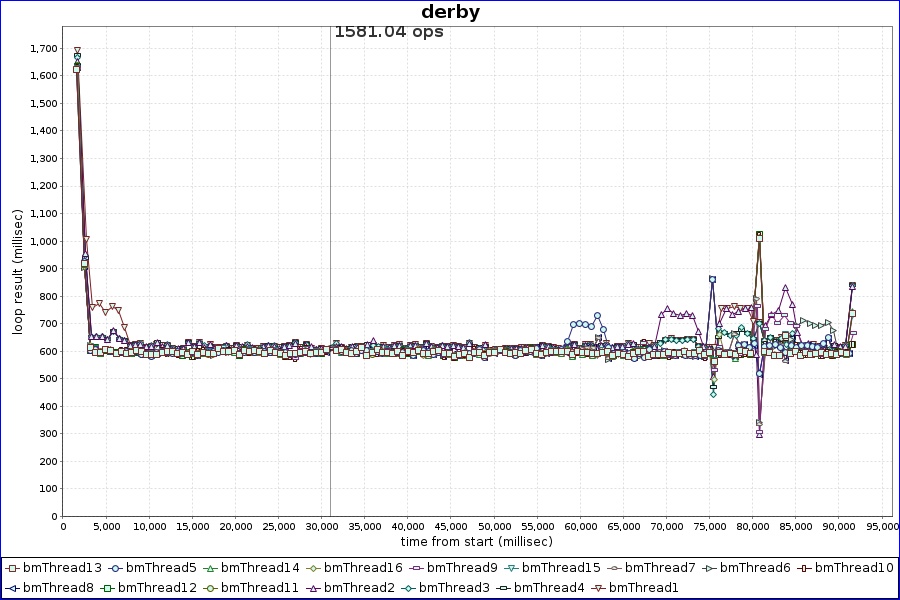 derby
1581.04 ops
1,700
1,600
1,500
1,400
1,300
1,200
1,100
1,000
900
800
700
600
500
400
300
200
100
0
loop result (millisec)
0 5,000 10,000 15,000 20,000 25,000 30,000 35,000 40,000 45,000 50,000 55,000 60,000 65,000 70,000 75,000 80,000 85,000 90,000 95,000
time from start (millisec)
bmThread13 bmThread5 bmThread14 bmThread16 bmThread9 bmThread15 bmThread7 bmThread6 bmThread10
bmThread8 bmThread12 bmThread11 bmThread2 bmThread3 bmThread4 bmThread1